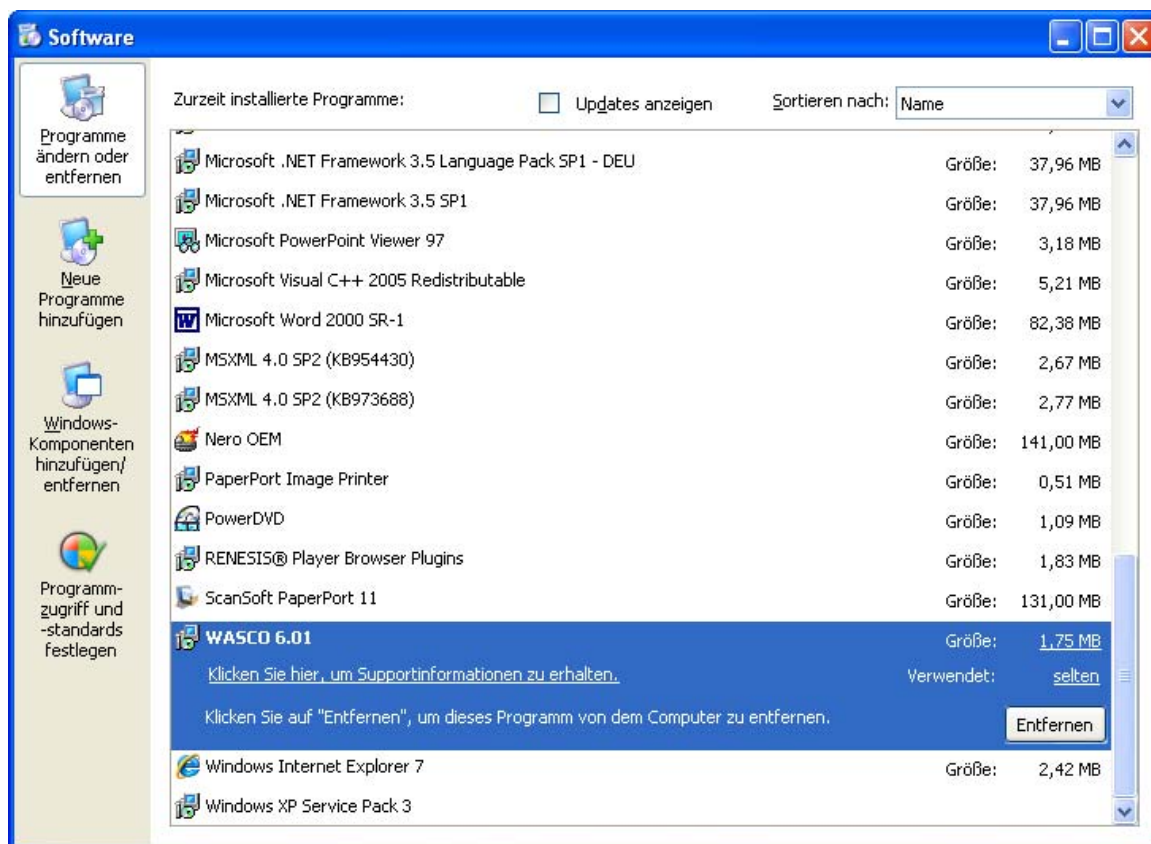 Software
Programme
ändern oder
entfernen
Neue
Programme
hinzufügen
Windows-
Komponenten
hinzufügen/
entfernen
Programm-
zugriff und
-standards
festlegen
Zurzeit installierte Programme: Updates anzeigen Sortieren nach: Name
Microsoft .NET Framework 3.5 Language Pack SP1 - DEU Größe: 37,96 MB
Microsoft .NET Framework 3.5 SP1 Größe: 37,96 MB
Microsoft PowerPoint Viewer 97 Größe: 3,18 MB
Microsoft Visual C++ 2005 Redistributable Größe: 5,21 MB
Microsoft Word 2000 SR-1 Größe: 82,38 MB
MSXML 4.0 SP2 (KB954430) Größe: 2,67 MB
MSXML 4.0 SP2 (KB973688) Größe: 2,77 MB
Nero OEM Größe: 141,00 MB
PaperPort Image Printer Größe: 0,51 MB
PowerDVD Größe: 1,09 MB
RENESIS® Player Browser Plugins Größe: 1,83 MB
ScanSoft PaperPort 11 Größe: 131,00 MB
WASCO 6.01 Größe: 1,75 MB
Klicken Sie hier, um Supportinformationen zu erhalten. Verwendet: selten
Klicken Sie auf "Entfernen", um dieses Programm von dem Computer zu entfernen. Entfernen
Windows Internet Explorer 7 Größe: 2,42 MB
Windows XP Service Pack 3